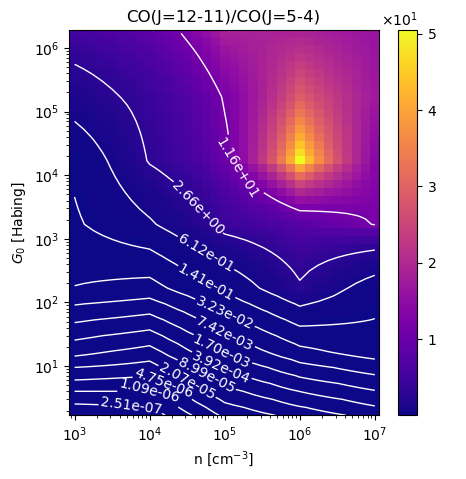 CO(J=12-11)/CO(J=5-4)
×10¹
10⁶
10⁵
10⁴
10³
10²
10¹
G₀ [Habing]
1.16e+01
2.66e+00
6.12e-01
1.41e-01
3.23e-02
7.42e-03
1.70e-03
3.92e-04
8.99e-05
2.07e-05
4.75e-06
1.09e-06
2.51e-07
5
4
3
2
1
10³ 10⁴ 10⁵ 10⁶ 10⁷
n [cm⁻³]